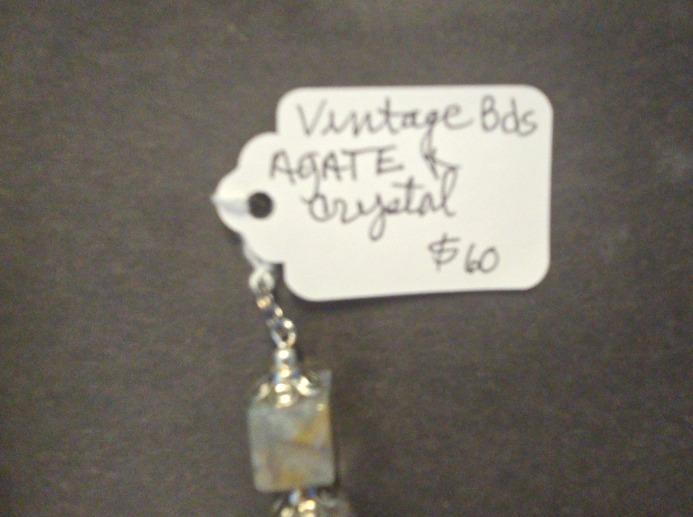 Vintage Bds
AGATE &
Crystal
$60